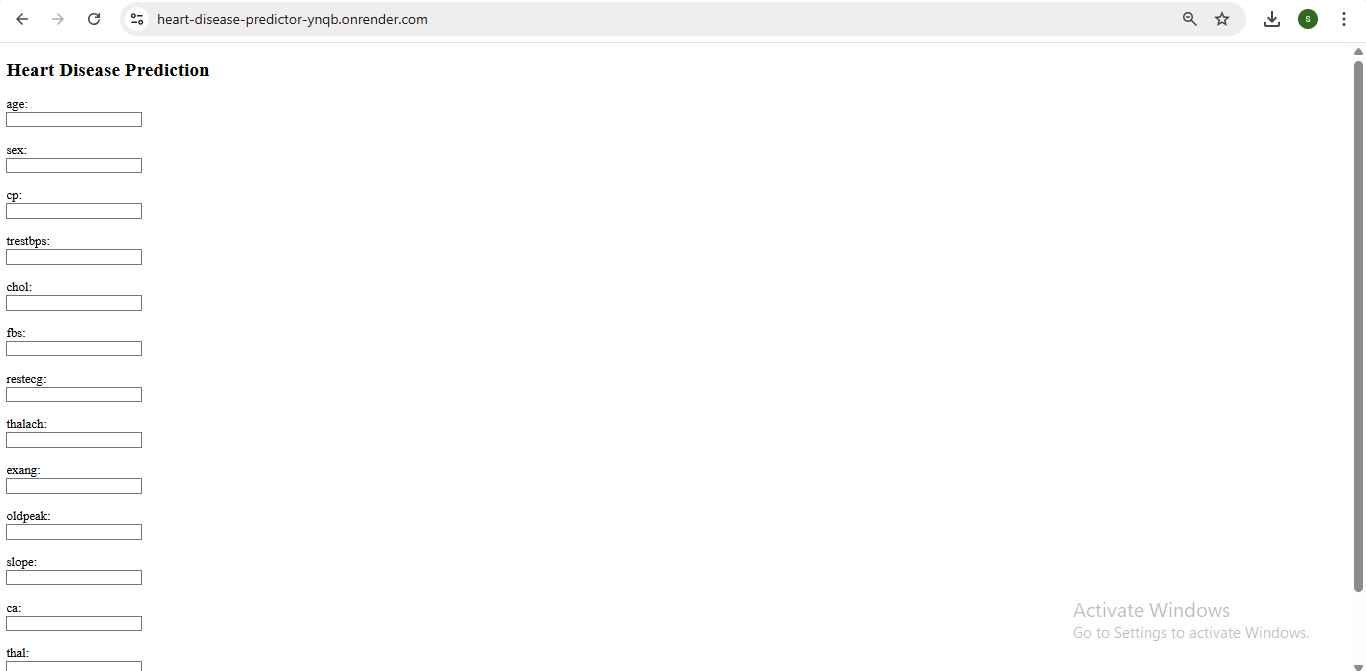 heart-disease-predictor-ynqb.onrender.com
S
Heart Disease Prediction
age:
sex:
cp:
trestbps:
chol:
fbs:
restecg:
thalach:
exang:
oldpeak:
slope:
ca:
thal:
Activate Windows
Go to Settings to activate Windows.